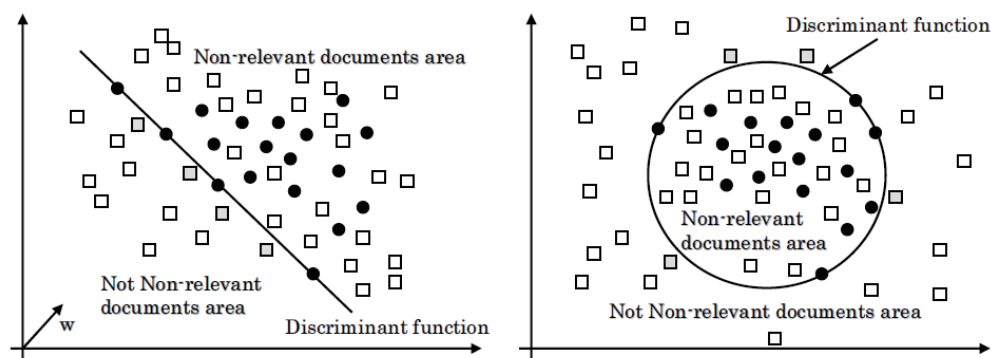 Non-relevant documents area
Not Non-relevant
documents area
w
Discriminant function
Discriminant function
Non-relevant
documents area
Not Non-relevant documents area